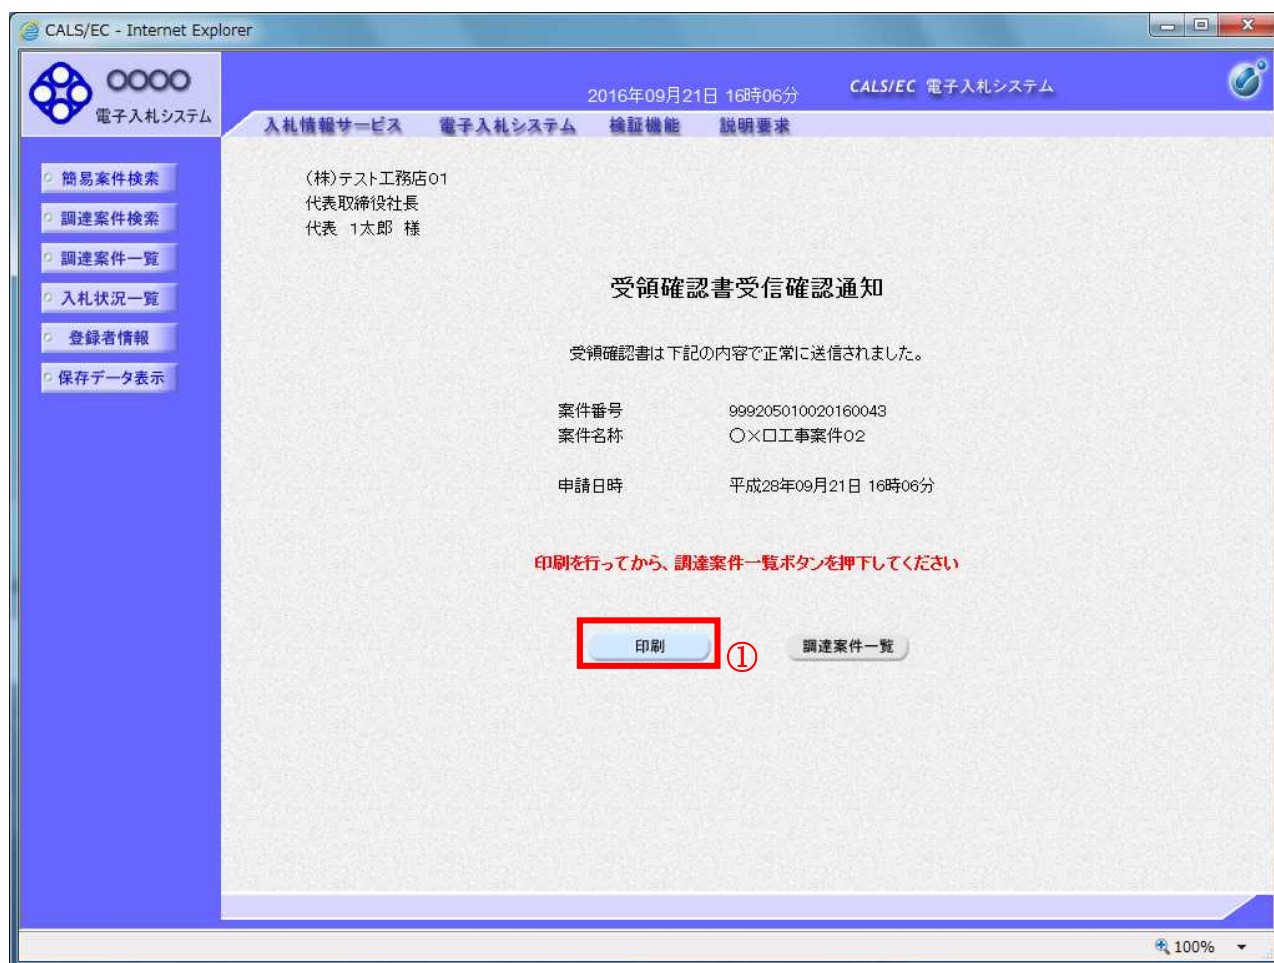 CALS/EC - Internet Explorer
○○○○
電子入札システム
2016年09月21日 16時06分
CALS/EC 電子入札システム
入札情報サービス 電子入札システム 検証機能 説明要求
簡易案件検索
調達案件検索
調達案件一覧
入札状況一覧
登録者情報
保存データ表示
(株)テスト工務店01
代表取締役社長
代表 1太郎 様
受領確認書受信確認通知
受領確認書は下記の内容で正常に送信されました。
案件番号 999205010020160043
案件名称 〇×口工事案件02
申請日時 平成28年09月21日 16時06分
印刷を行ってから、調達案件一覧ボタンを押下してください
印刷
①
調達案件一覧
100%